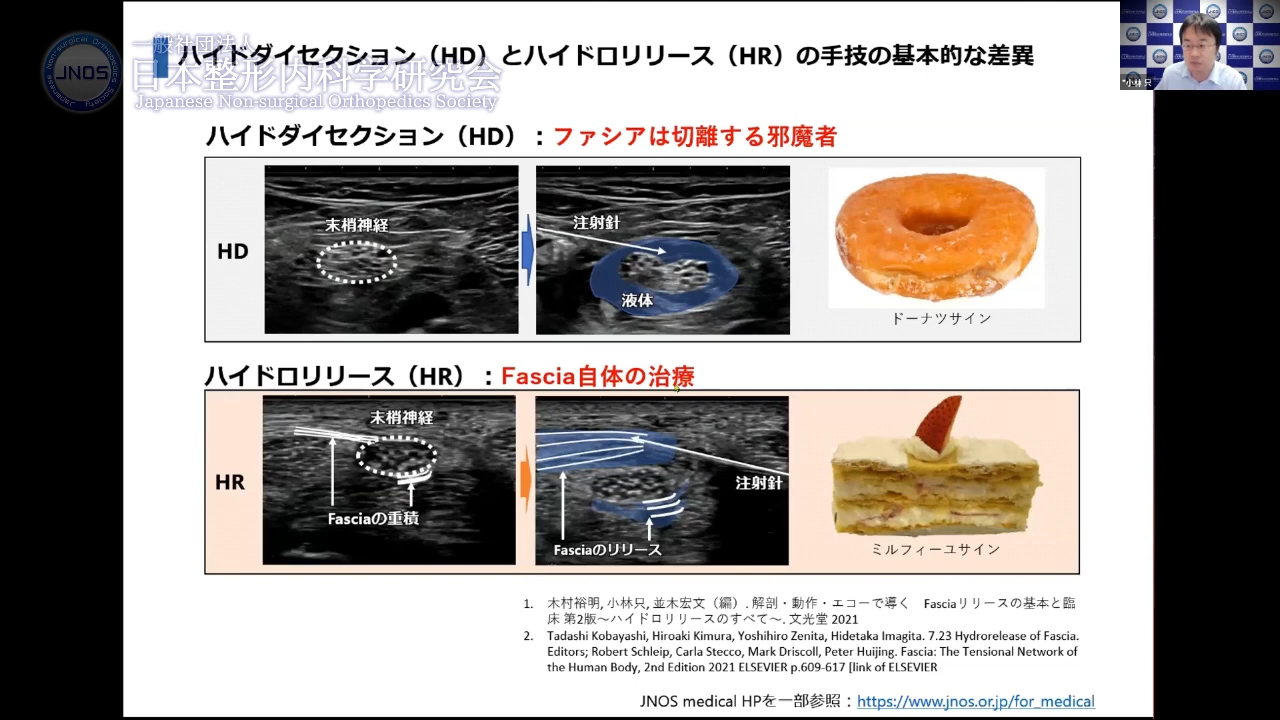 一般社団法人
日本整形内科学研究会
Japanese Non-surgical Orthopedics Society
JNOS
ハイドダイセクション（HD）とハイドロリリース（HR）の手技の基本的な差異
小林 只
ハイドダイセクション（HD）：ファシアは切離する邪魔者
HD
末梢神経
注射針
液体
ドーナツサイン
ハイドロリリース（HR）：Fascia自体の治療
HR
末梢神経
Fasciaの重積
注射針
Fasciaのリリース
ミルフィーユサイン
1. 木村裕明, 小林只, 並木宏文（編）. 解剖・動作・エコーで導く Fasciaリリースの基本と臨
床 第2版～ハイドロリリースのすべて～. 文光堂 2021
2. Tadashi Kobayashi, Hiroaki Kimura, Yoshihiro Zenita, Hidetaka Imagita. 7.23 Hydrorelease of Fascia.
Editors; Robert Schleip, Carla Stecco, Mark Driscoll, Peter Huijing. Fascia: The Tensional Network of
the Human Body, 2nd Edition 2021 ELSEVIER p.609-617 [link of ELSEVIER
JNOS medical HPを一部参照：https://www.jnos.or.jp/for_medical